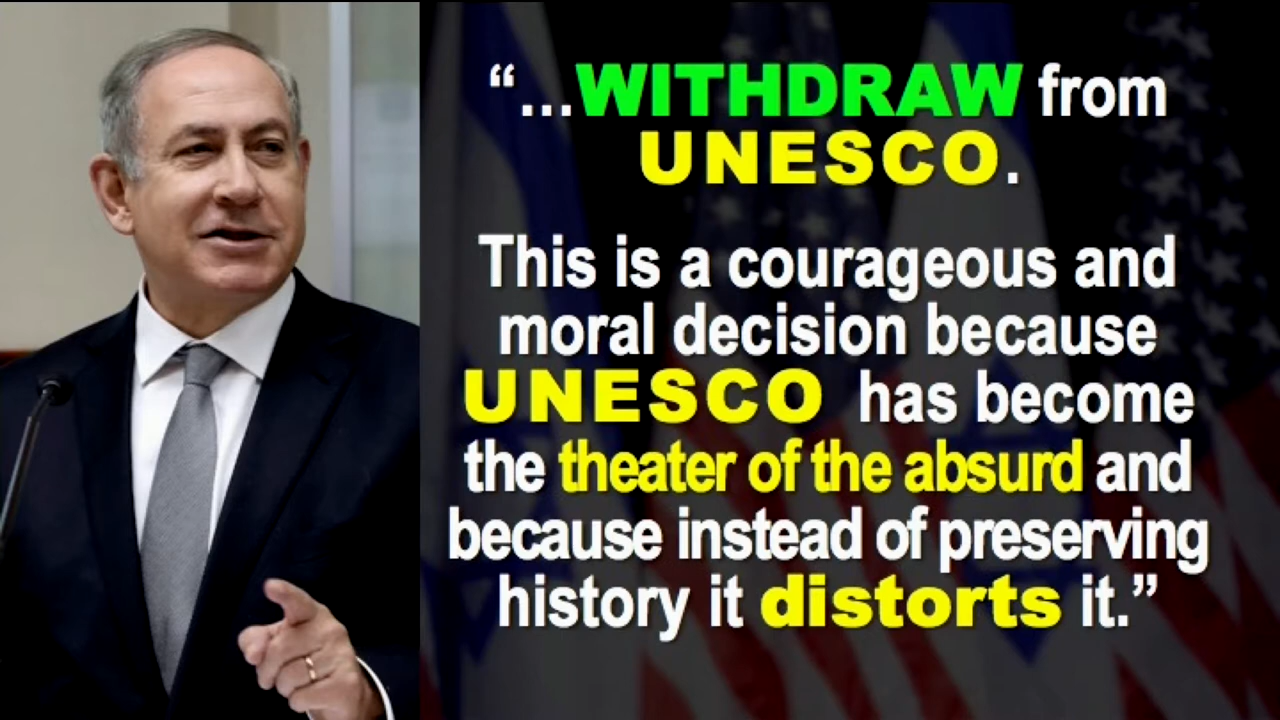 “...WITHDRAW from
UNESCO.
This is a courageous and
moral decision because
UNESCO has become
the theater of the absurd and
because instead of preserving
history it distorts it.”